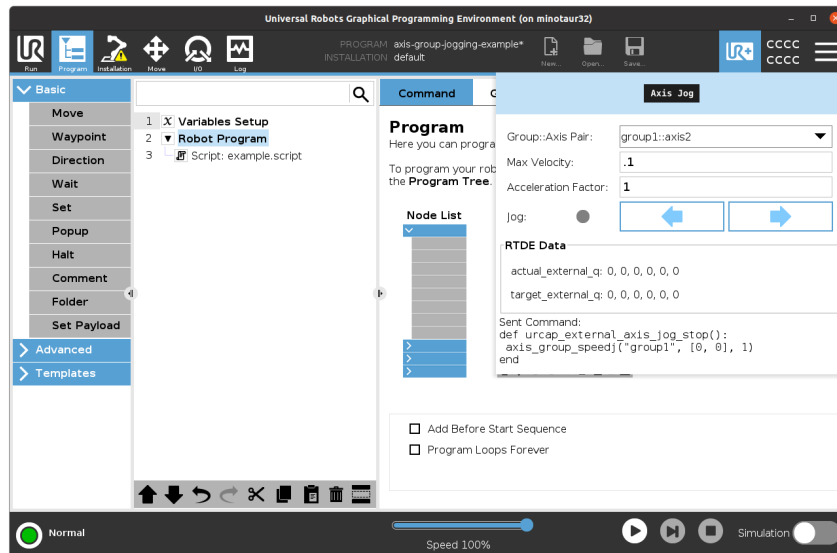 Universal Robots Graphical Programming Environment (on minotaur32)
UR
PROGRAM axis-group-jogging-example*
INSTALLATION default
Run Program Installation Move I/O Log New... Open... Save...
UR+
CCCC
CCCC
Basic
Move
Waypoint
Direction
Wait
Set
Popup
Halt
Comment
Folder
Set Payload
Advanced
Templates
1 X Variables Setup
2 Robot Program
3 Script: example.script
Command
Program
Here you can progra
To program your rob
the Program Tree.
Node List
Axis Jog
Group::Axis Pair: group1::axis2
Max Velocity: .1
Acceleration Factor: 1
Jog:
RTDE Data
actual_external_q: 0, 0, 0, 0, 0, 0
target_external_q: 0, 0, 0, 0, 0, 0
Sent Command:
def urcap_external_axis_jog_stop():
axis_group_speedj("group1", [0, 0], 1)
end
Add Before Start Sequence
Program Loops Forever
Normal
Speed 100%
Simulation